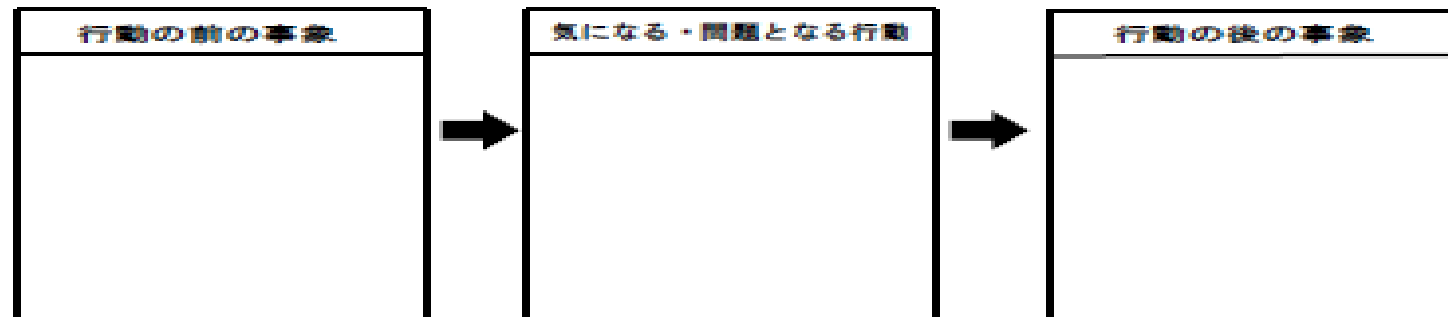 行動の前の事象
気になる・問題となる行動
行動の後の事象